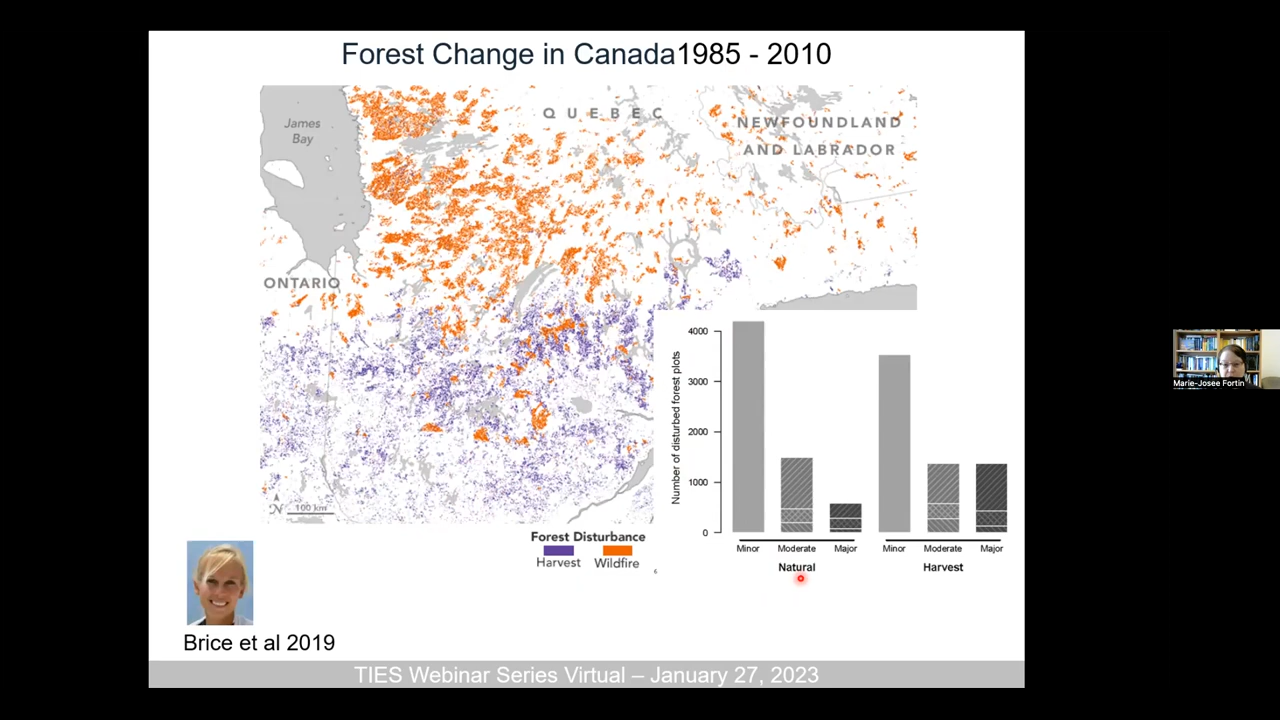 Forest Change in Canada1985 - 2010
QUEBEC
James
Bay
NEWFOUNDLAND
AND LABRADOR
ONTARIO
4000
3000
2000
1000
0
Number of disturbed forest plots
Minor Moderate Major Minor Moderate Major
Natural Harvest
N 100 km
Forest Disturbance
Harvest Wildfire
6
Brice et al 2019
TIES Webinar Series Virtual – January 27, 2023
Marie-Josee Fortin